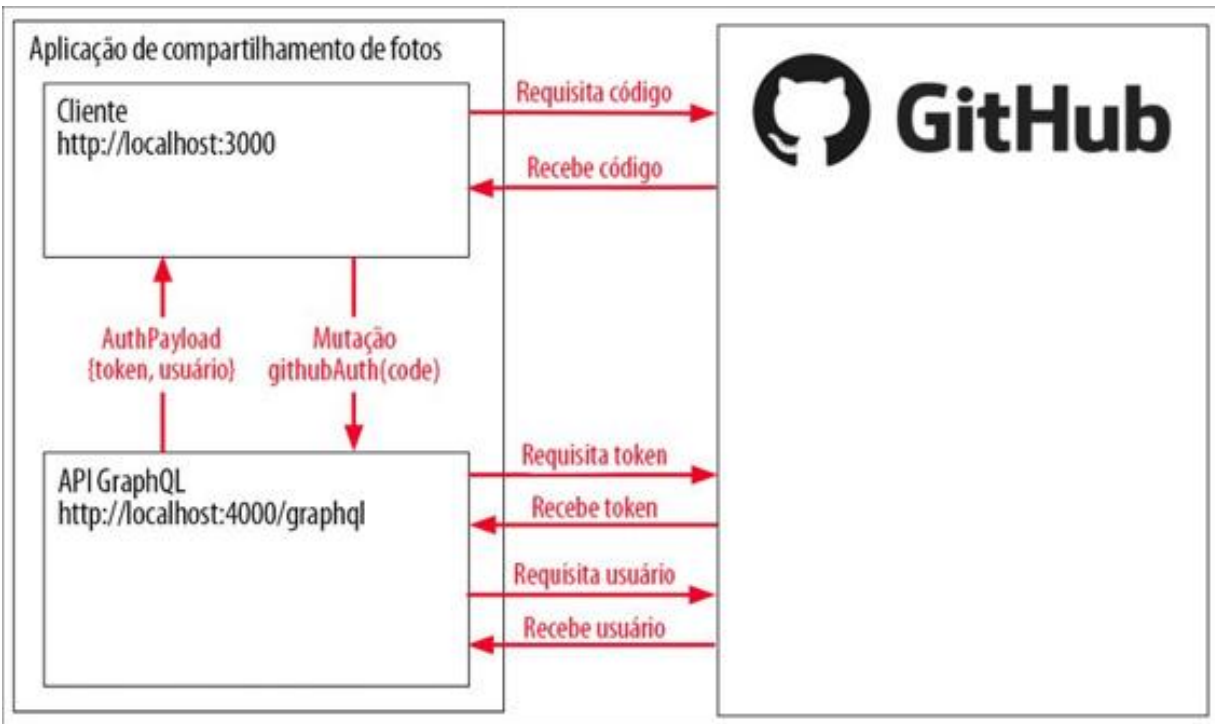 Aplicação de compartilhamento de fotos
Cliente
http://localhost:3000
Requisita código
Recebe código
GitHub
AuthPayload
{token, usuário}
Mutação
githubAuth(code)
API GraphQL
http://localhost:4000/graphql
Requisita token
Recebe token
Requisita usuário
Recebe usuário